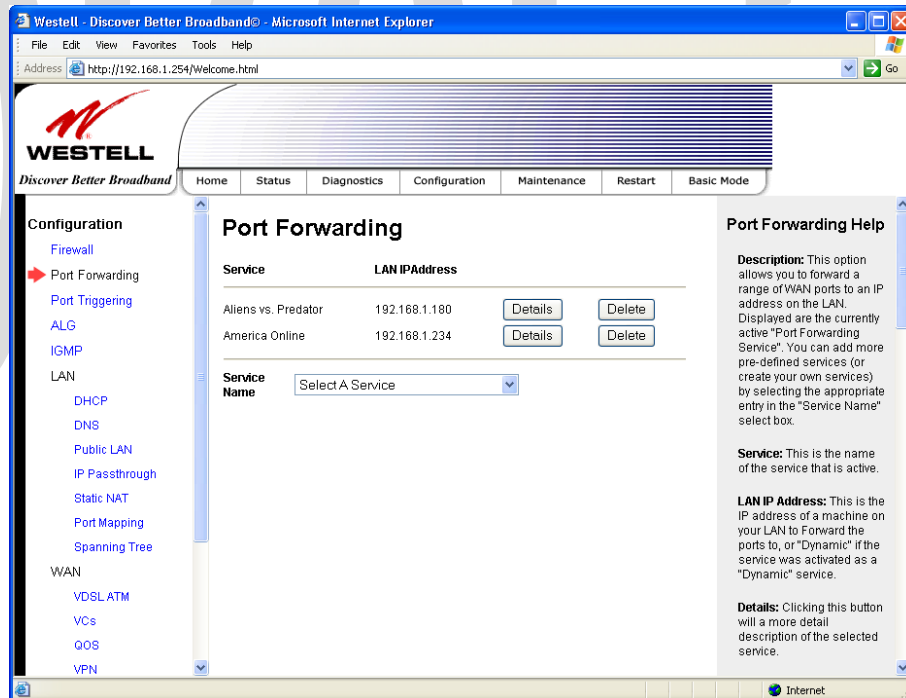 Westell - Discover Better Broadband© - Microsoft Internet Explorer
File Edit View Favorites Tools Help
Address http://192.168.1.254/Welcome.html Go
WESTELL
Discover Better Broadband
Home Status Diagnostics Configuration Maintenance Restart Basic Mode
Configuration
Firewall
Port Forwarding
Port Triggering
ALG
IGMP
LAN
DHCP
DNS
Public LAN
IP Passthrough
Static NAT
Port Mapping
Spanning Tree
WAN
VDSL ATM
VCs
QOS
VPN
Port Forwarding
Service LAN IPAddress
Aliens vs. Predator 192.168.1.180 Details Delete
America Online 192.168.1.234 Details Delete
Service
Name
Select A Service
Port Forwarding Help
Description: This option
allows you to forward a
range of WAN ports to an IP
address on the LAN.
Displayed are the currently
active "Port Forwarding
Service". You can add more
pre-defined services (or
create your own services)
by selecting the appropriate
entry in the "Service Name"
select box.
Service: This is the name
of the service that is active.
LAN IP Address: This is the
IP address of a machine on
your LAN to Forward the
ports to, or "Dynamic" if the
service was activated as a
"Dynamic" service.
Details: Clicking this button
will a more detail
description of the selected
service.
Internet